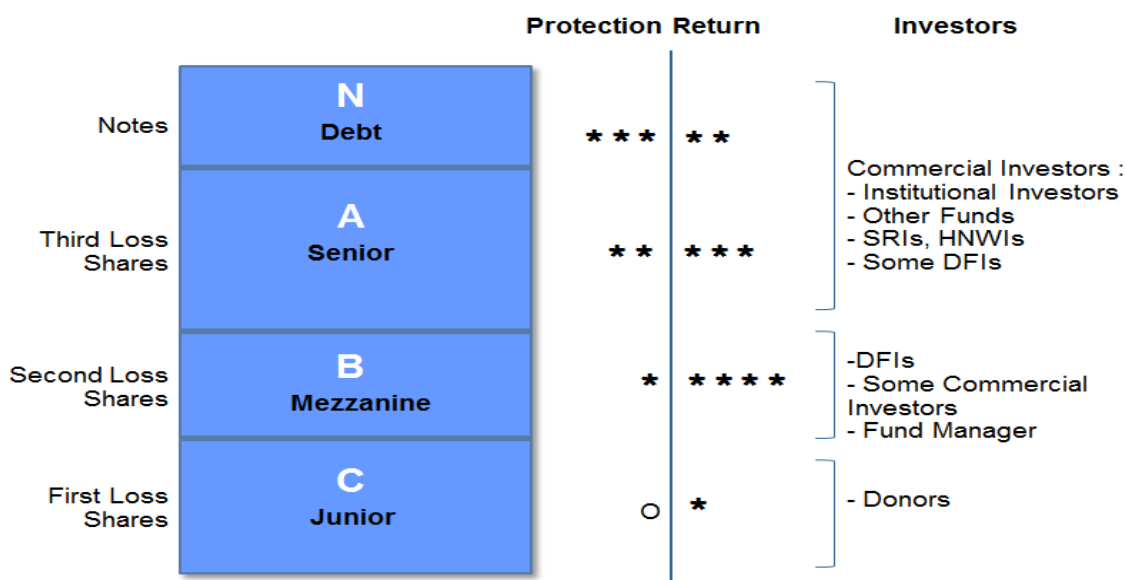 Protection Return Investors
Notes
N
Debt
* * * * *
Third Loss
Shares
A
Senior
* * * * *
Commercial Investors :
- Institutional Investors
- Other Funds
- SRIs, HNWIs
- Some DFIs
Second Loss
Shares
B
Mezzanine
* * * * *
-DFIs
- Some Commercial
Investors
- Fund Manager
First Loss
Shares
C
Junior
o *
- Donors